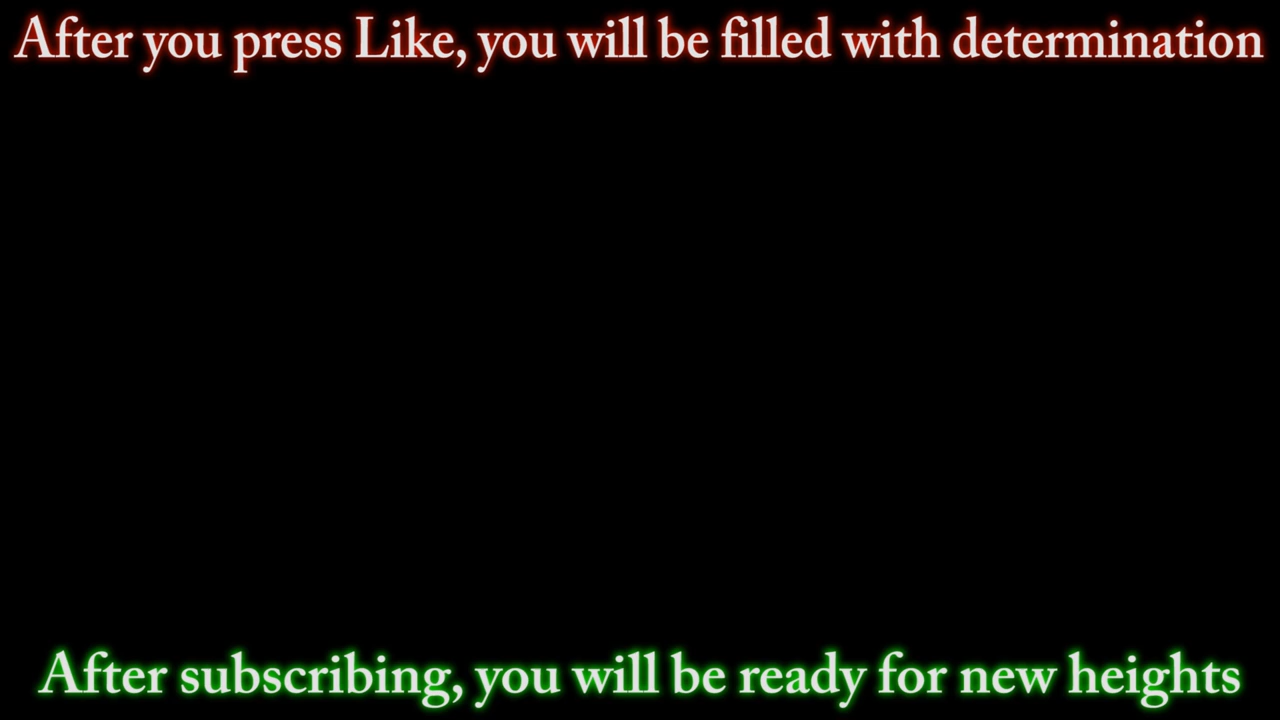 After you press Like, you will be filled with determination
After subscribing, you will be ready for new heights